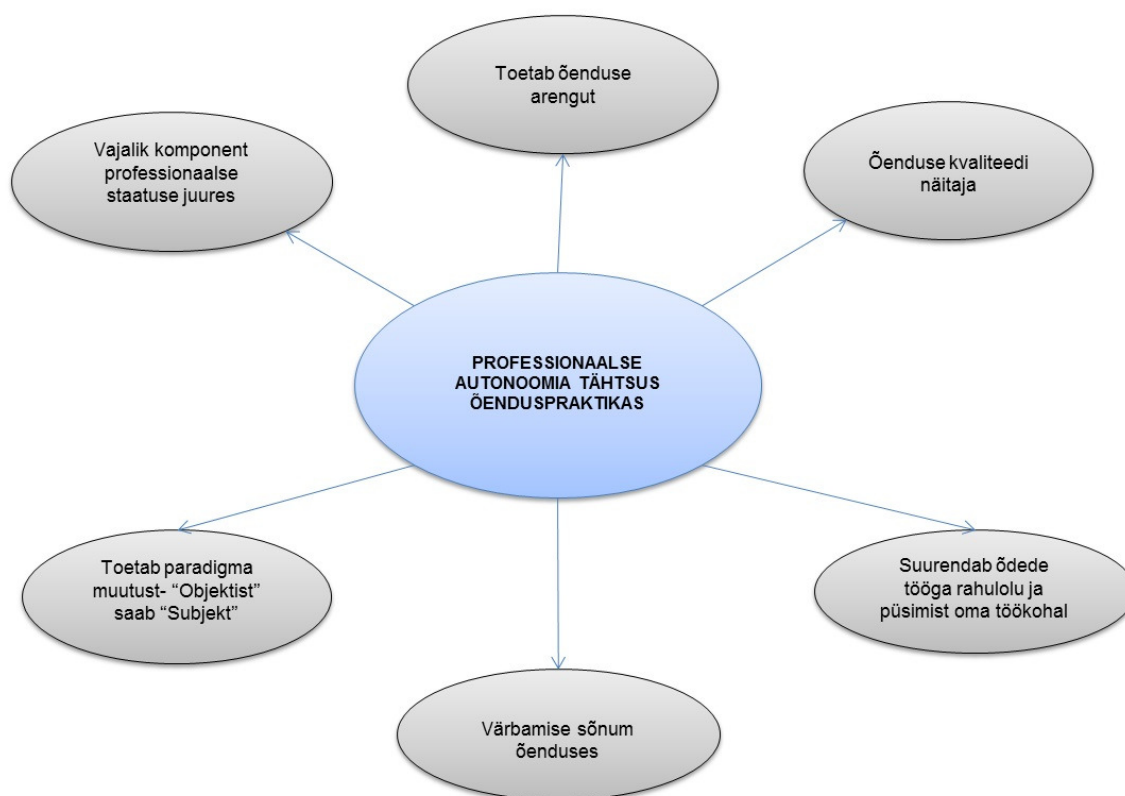 Toetab õenduse
arengut
Vajalik komponent
professionaalse
staatuse juures
Õenduse kvaliteedi
näitaja
PROFESSIONAALSE
AUTONOOMIA TÄHTSUS
ÕENDUSPRAKTIKAS
Toetab paradigma
muutust- “Objektist”
saab “Subjekt”
Suurendab õdede
tööga rahulolu ja
püsimist oma töökohal
Värbamise sõnum
õenduses